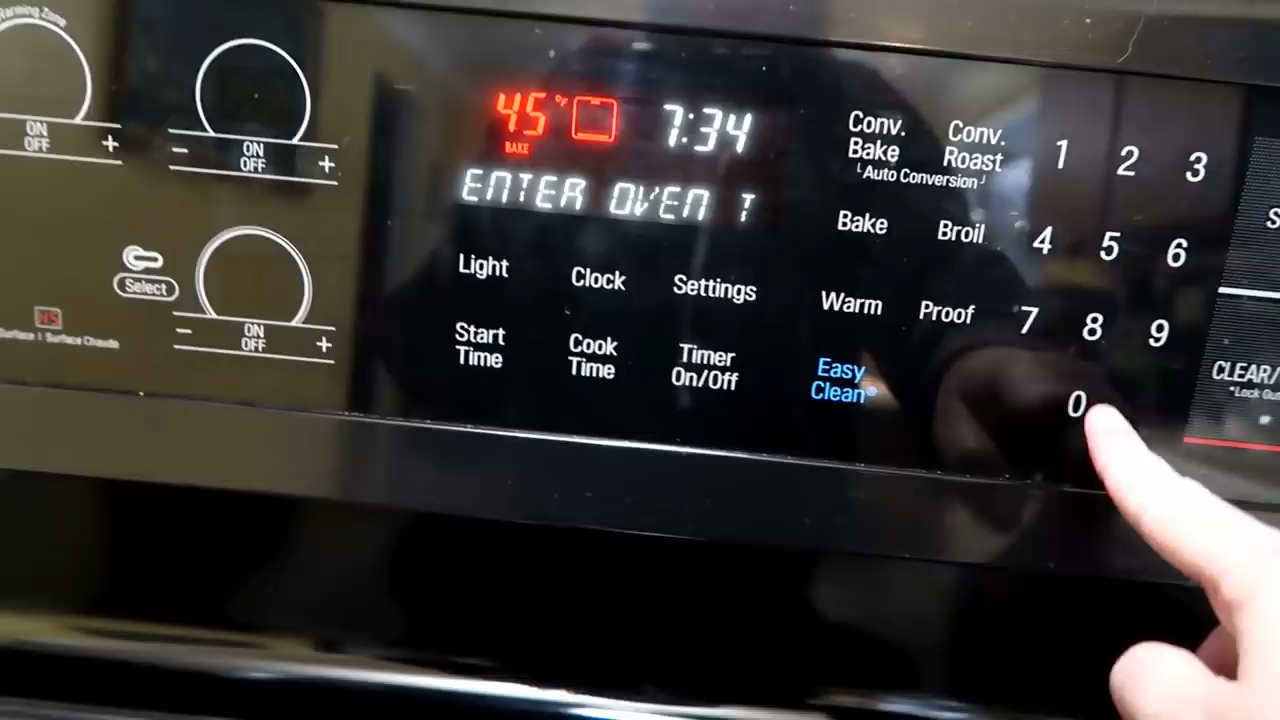 Warming Zone
ON
OFF
+
−
ON
OFF
+
Select
HS
Surface | Surface Chaude
−
ON
OFF
+
45°F
BAKE
7:34
ENTER OVEN T
Light
Clock
Settings
Start
Time
Cook
Time
Timer
On/Off
Conv.
Bake
Conv.
Roast
Auto Conversion
Bake
Broil
Warm
Proof
Easy
Clean®
1 2 3
4 5 6
7 8 9
0
S
CLEAR/